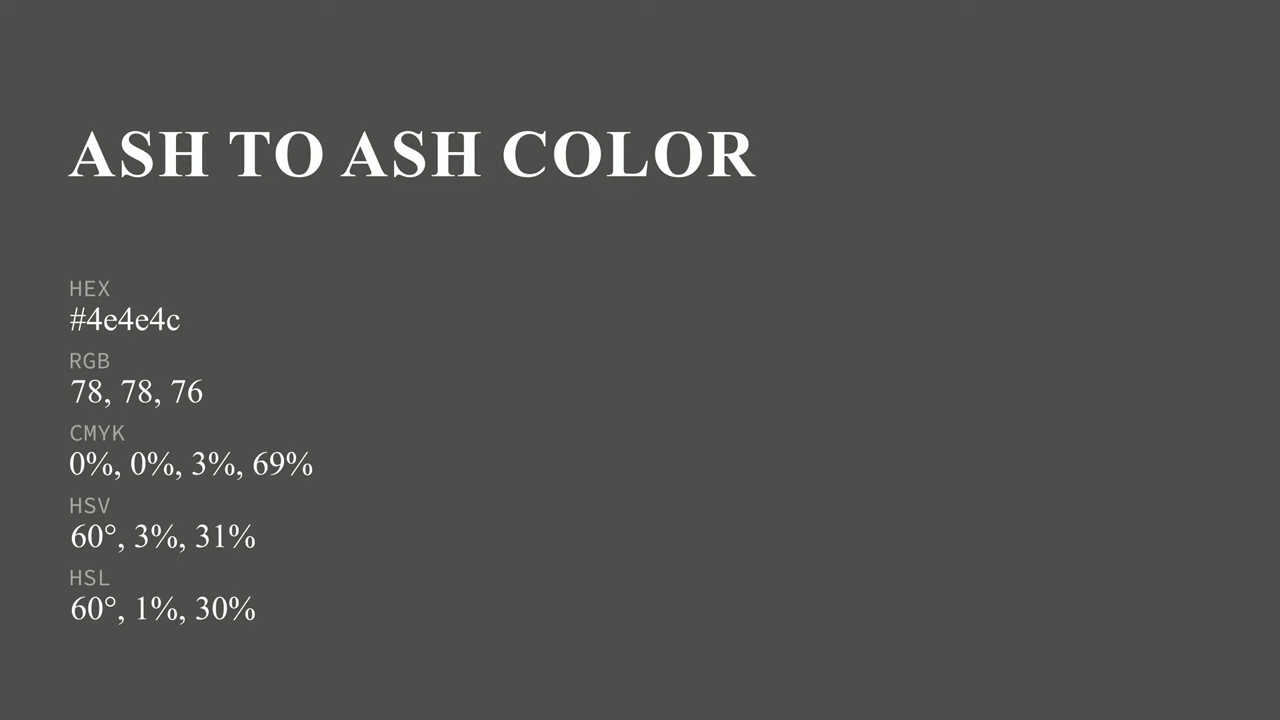 ASH TO ASH COLOR
HEX
#4e4e4c
RGB
78, 78, 76
CMYK
0%, 0%, 3%, 69%
HSV
60°, 3%, 31%
HSL
60°, 1%, 30%